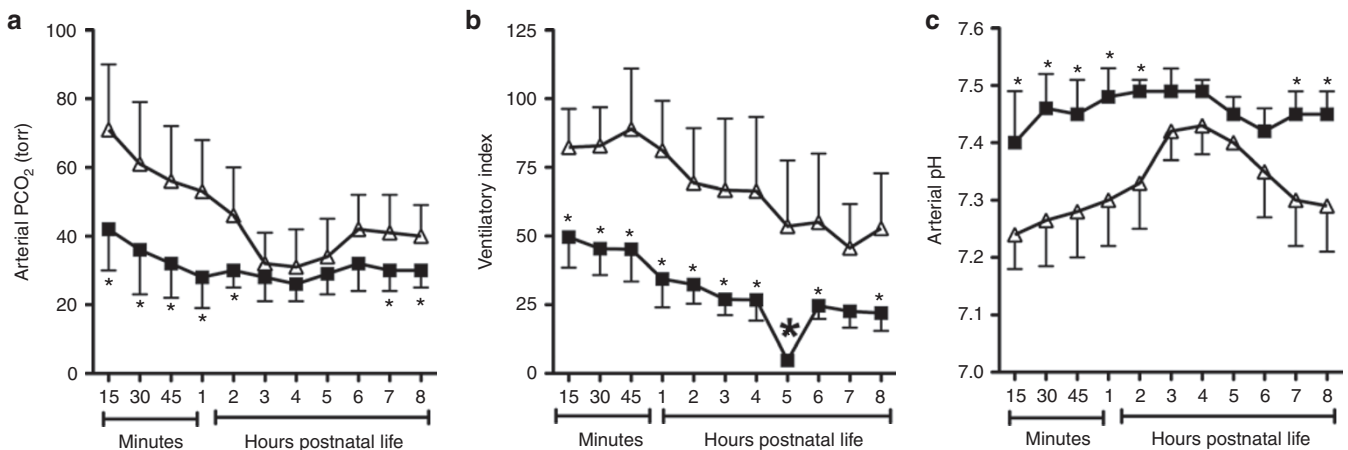 a
Arterial PCO₂ (torr)
100
80
60
40
20
0
* * * * * * *
15 30 45 1 2 3 4 5 6 7 8
Minutes
Hours postnatal life
b
Ventilatory index
125
100
75
50
25
0
* * * * * * * * * *
15 30 45 1 2 3 4 5 6 7 8
Minutes
Hours postnatal life
c
Arterial pH
7.6
7.5
7.4
7.3
7.2
7.1
7.0
* * * * * * *
15 30 45 1 2 3 4 5 6 7 8
Minutes
Hours postnatal life